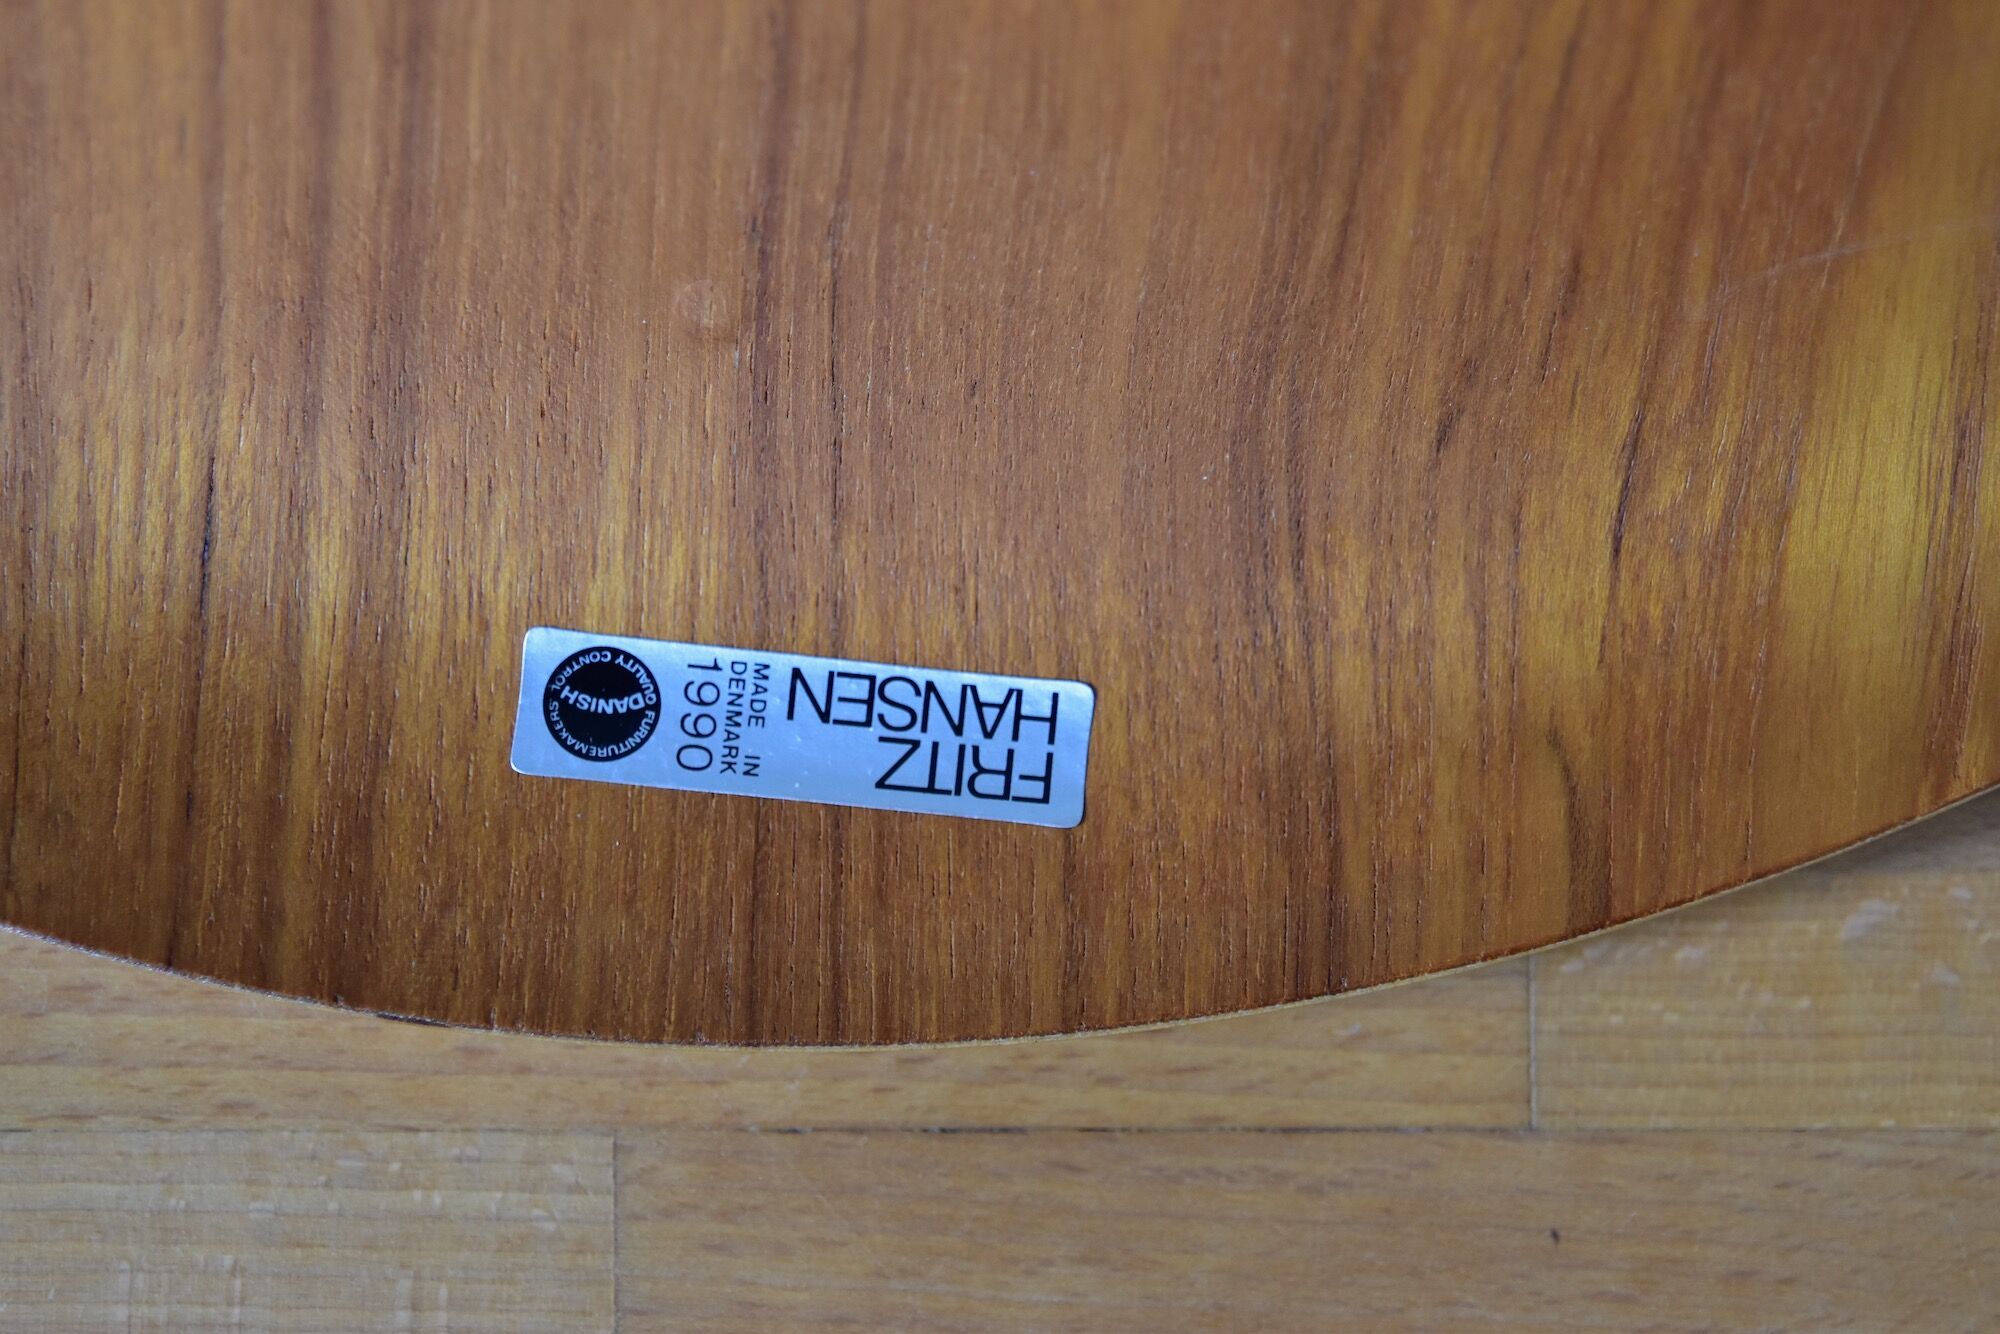 FRITZ
HANSEN
MADE IN
DENMARK
1990
DANISH
FURNITUREMAKERS'
QUALITY CONTROL